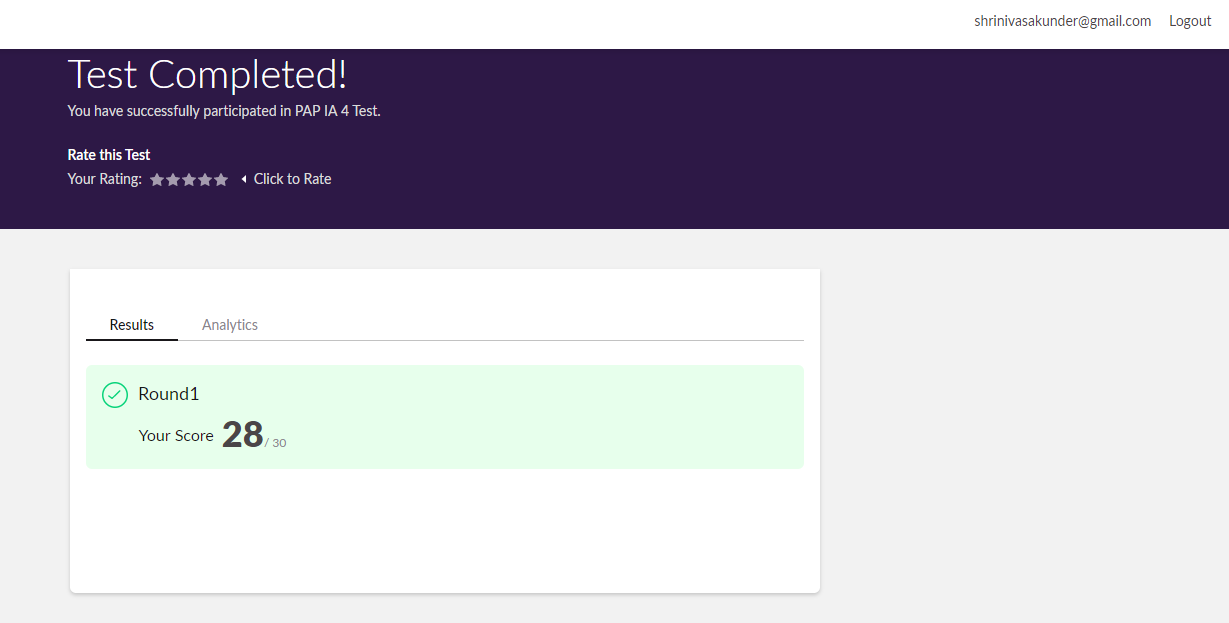 shrinivasakunder@gmail.com Logout
Test Completed!
You have successfully participated in PAP IA 4 Test.
Rate this Test
Your Rating: Click to Rate
Results Analytics
Round1
Your Score 28 / 30